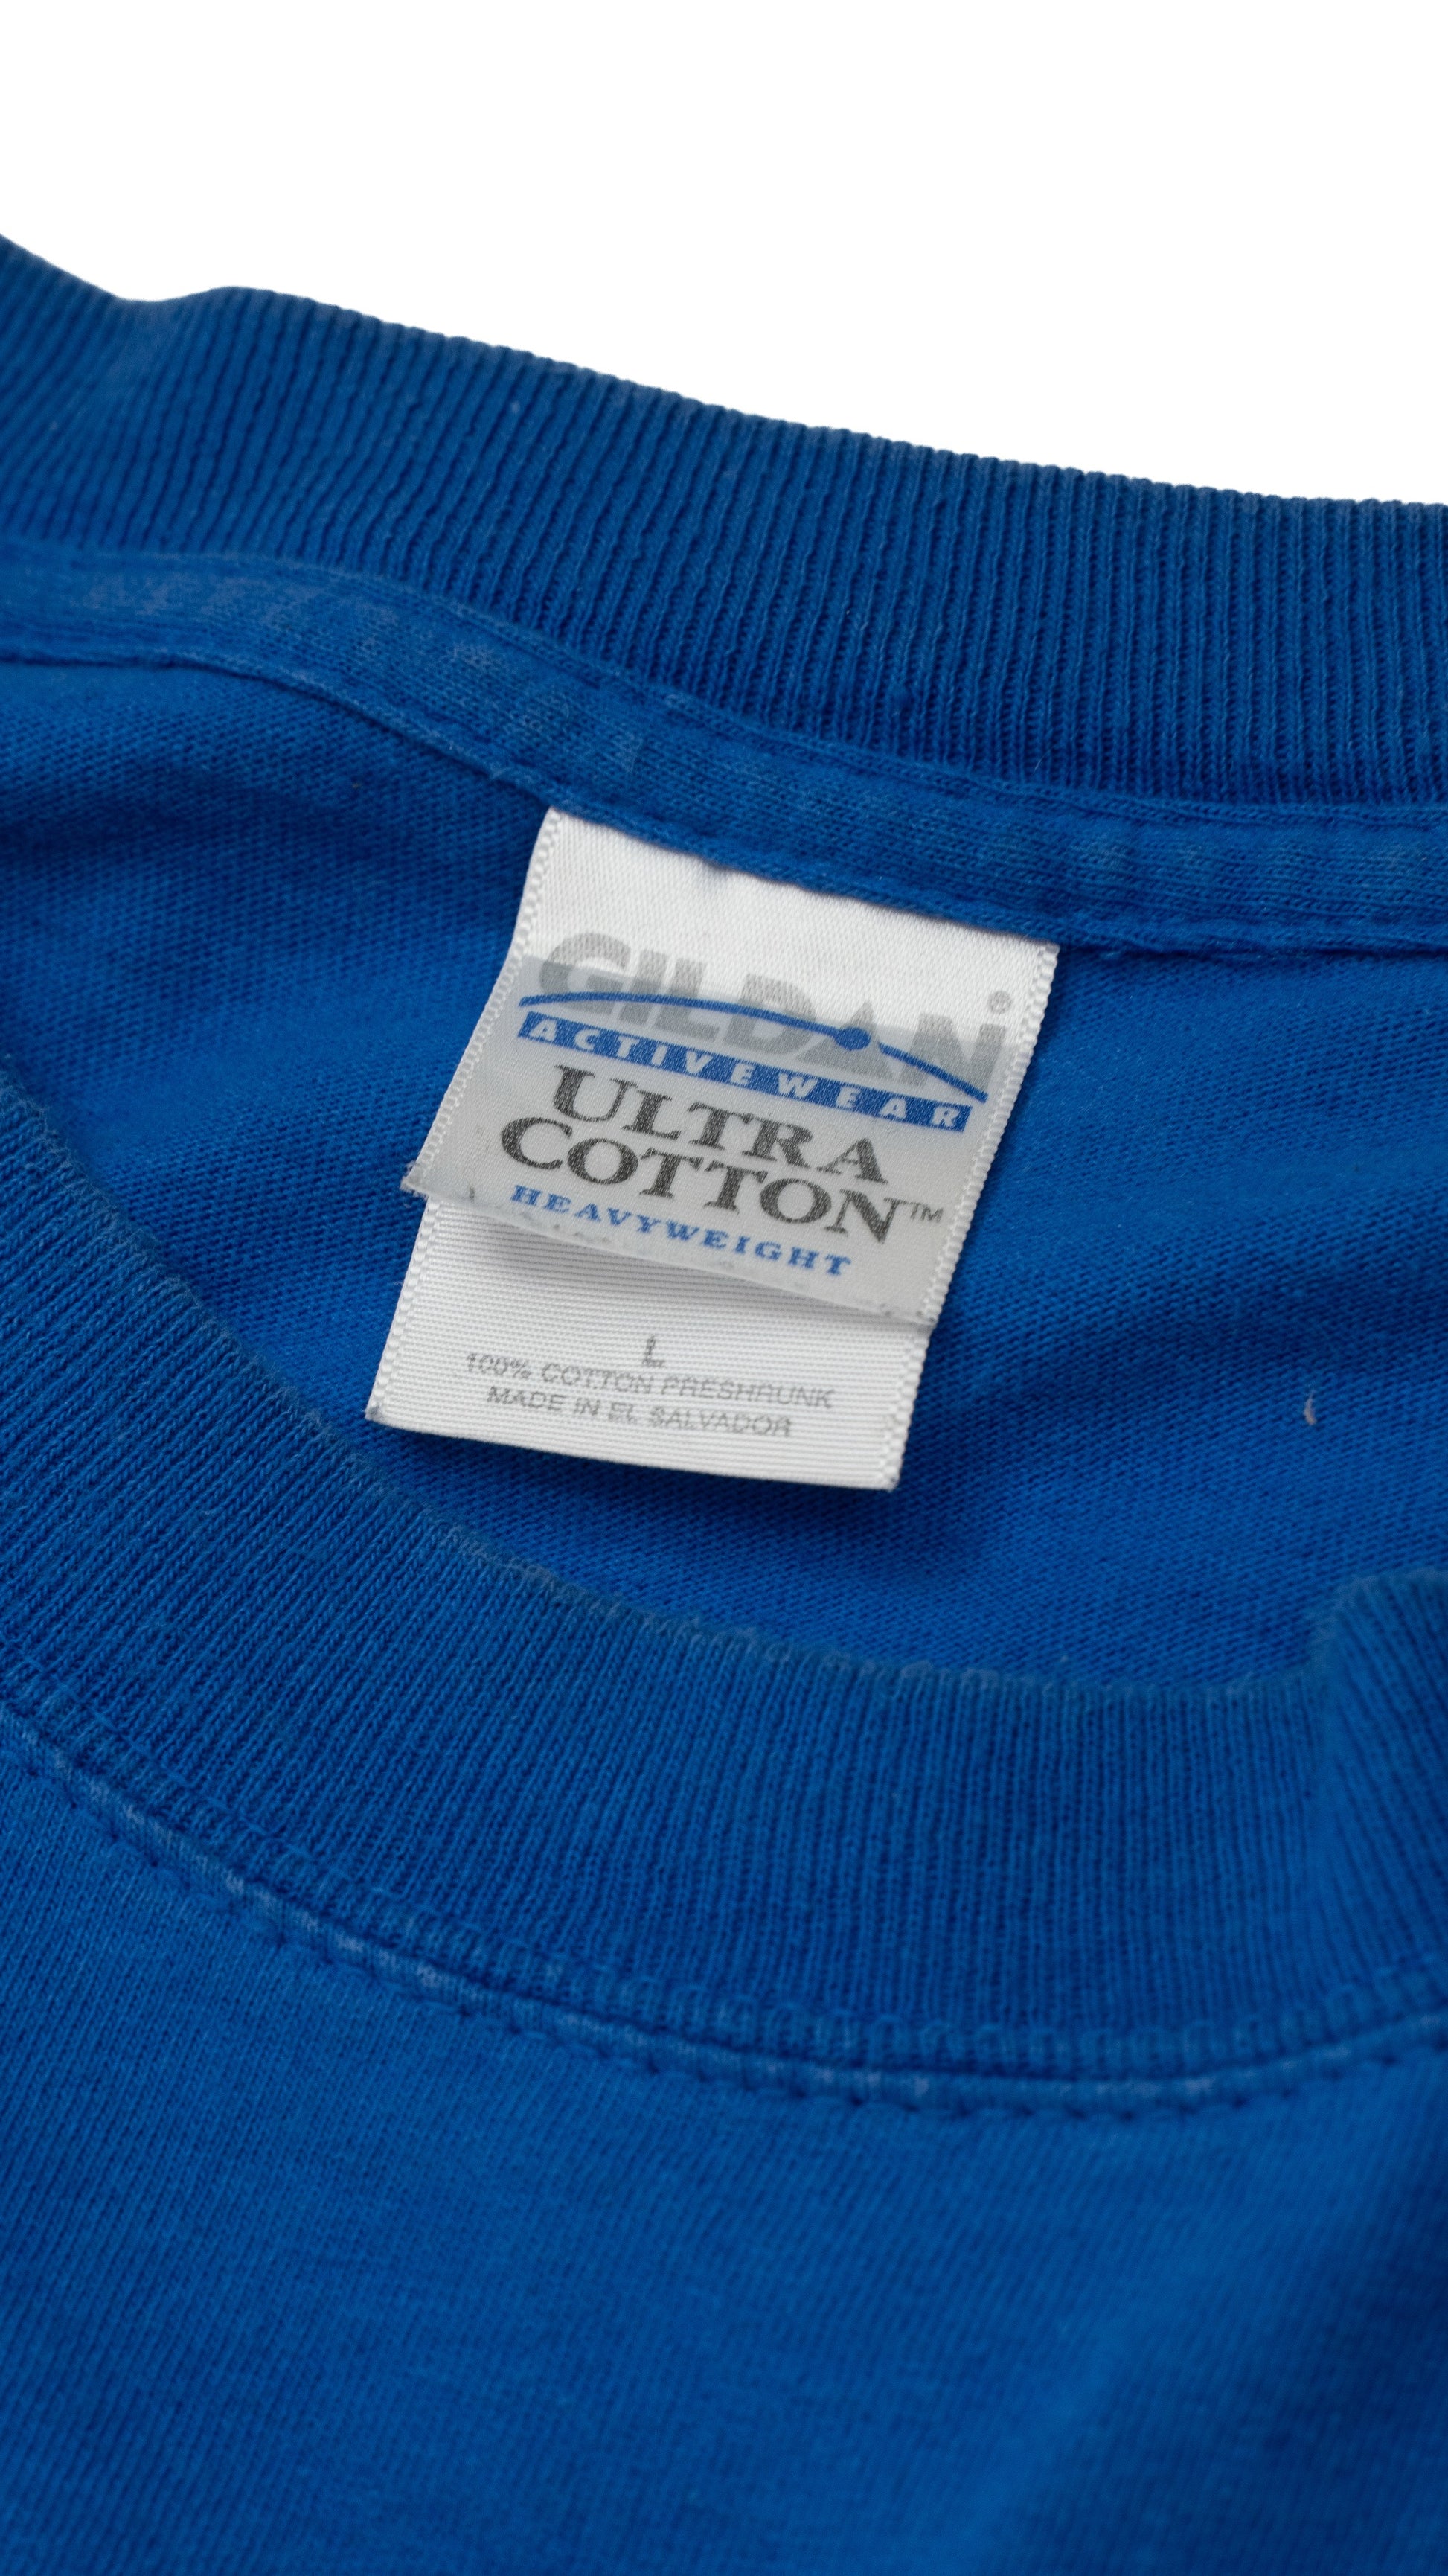 GILDAN®
ACTIVEWEAR
ULTRA
COTTON™
HEAVYWEIGHT
L
100% COTTON PRESHRUNK
MADE IN EL SALVADOR